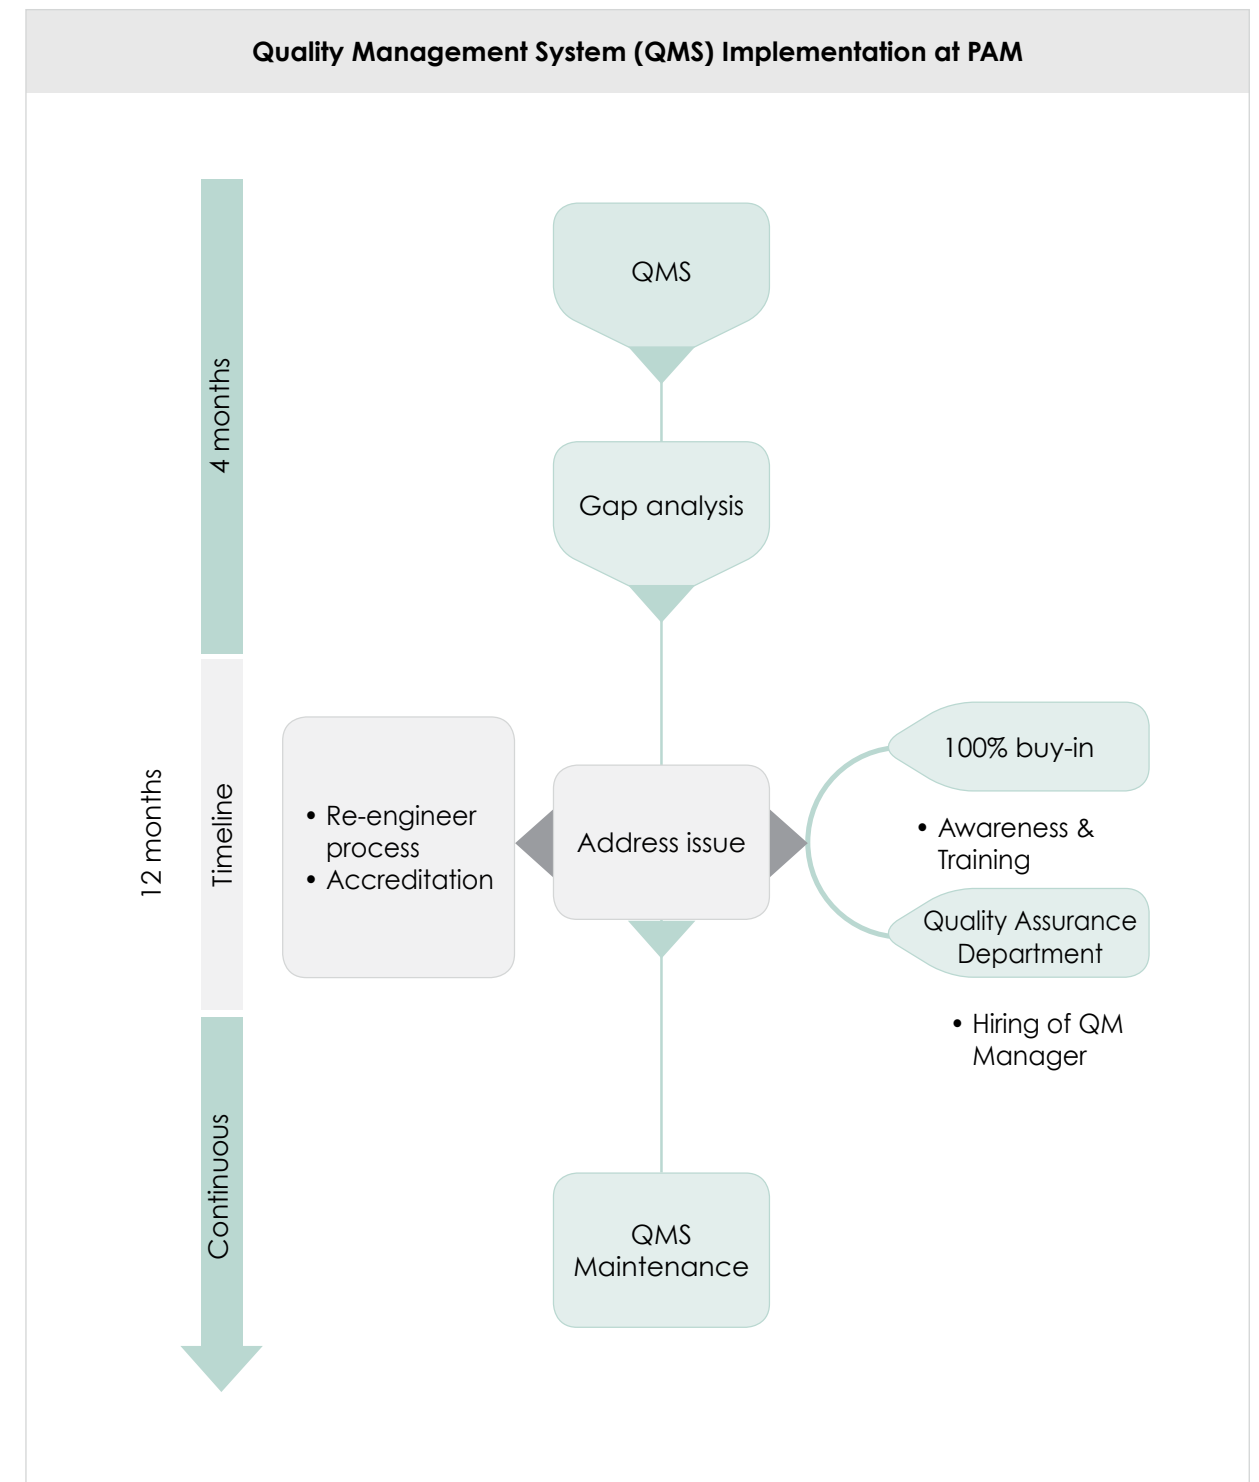 Quality Management System (QMS) Implementation at PAM
QMS
4 months
Gap analysis
12 months
Timeline
• Re-engineer
process
• Accreditation
Address issue
100% buy-in
• Awareness &
Training
Quality Assurance
Department
• Hiring of QM
Manager
Continuous
QMS
Maintenance